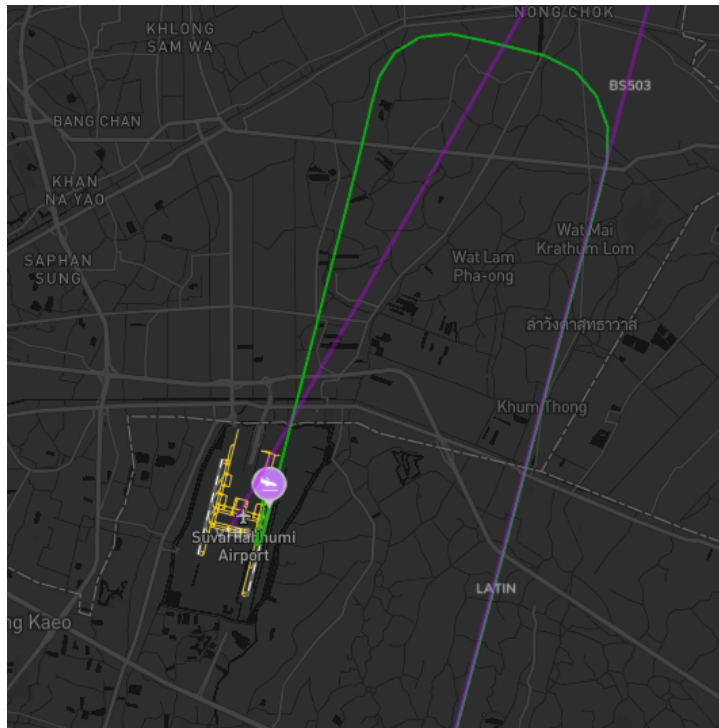 NONG CHOK
KHLONG
SAM WA
BS503
BANG CHAN
KHAN
NA YAO
Wat Mai
Krathum Lom
SAPHAN
SUNG
Wat Lam
Pha-ong
ลำวังคาสุทธาวาส
Khum Thong
Suvarnabhumi
Airport
LATIN
ng Kaeo